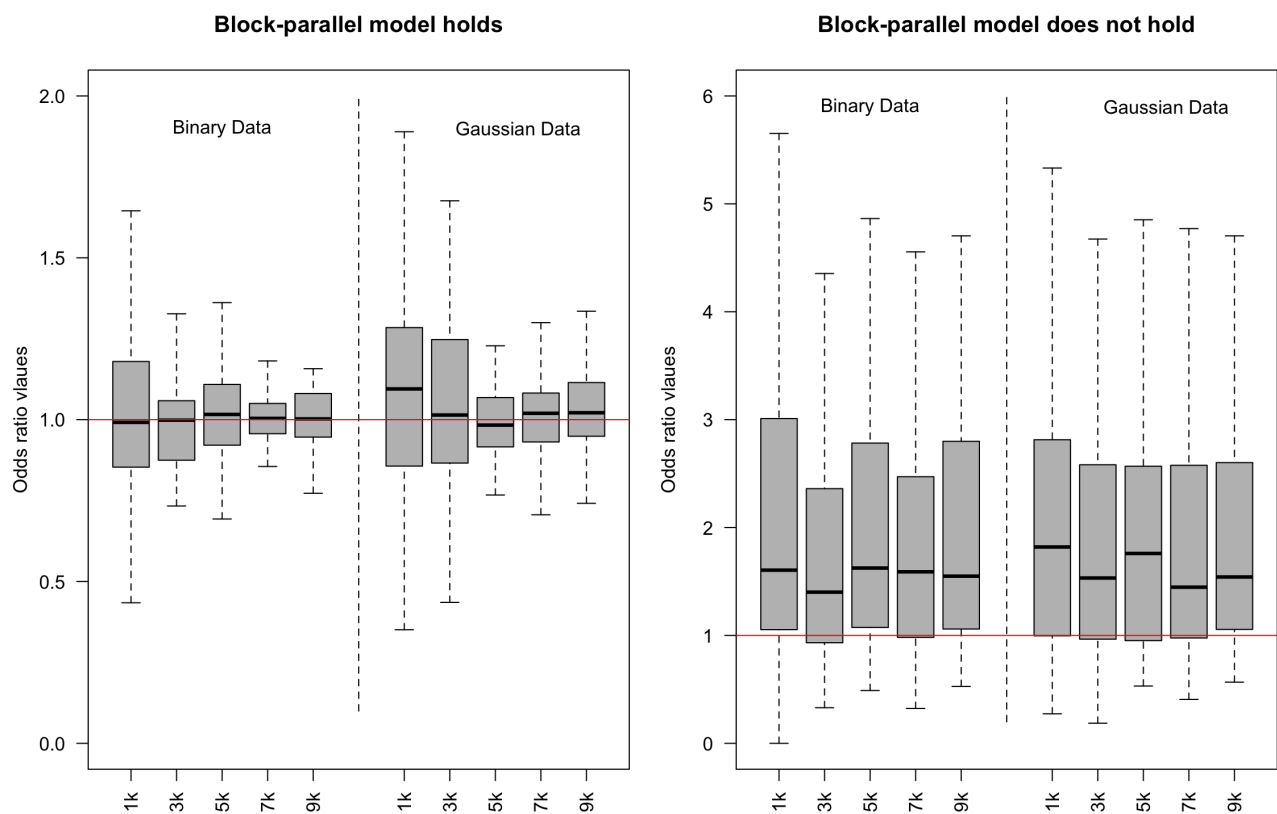 Block-parallel model holds
Odds ratio vlaues
2.0
1.5
1.0
0.5
0.0
Binary Data
Gaussian Data
1k 3k 5k 7k 9k 1k 3k 5k 7k 9k
Block-parallel model does not hold
Odds ratio vlaues
6
5
4
3
2
1
0
Binary Data
Gaussian Data
1k 3k 5k 7k 9k 1k 3k 5k 7k 9k